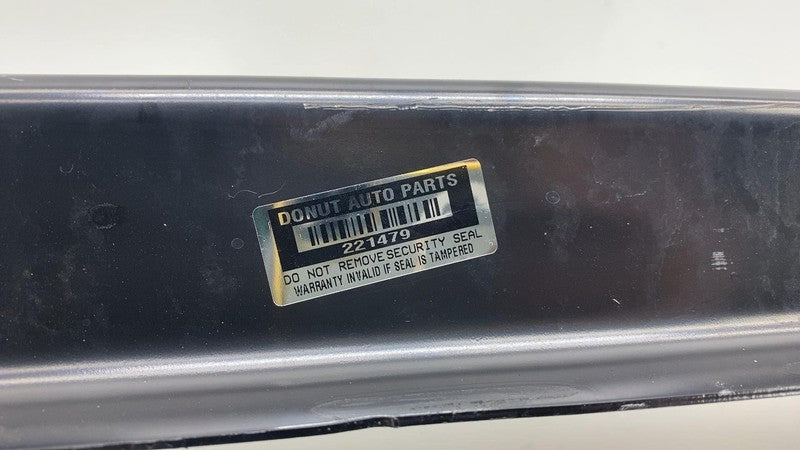 DONUT AUTO PARTS
221479
DO NOT REMOVE SECURITY SEAL
WARRANTY INVALID IF SEAL IS TAMPERED